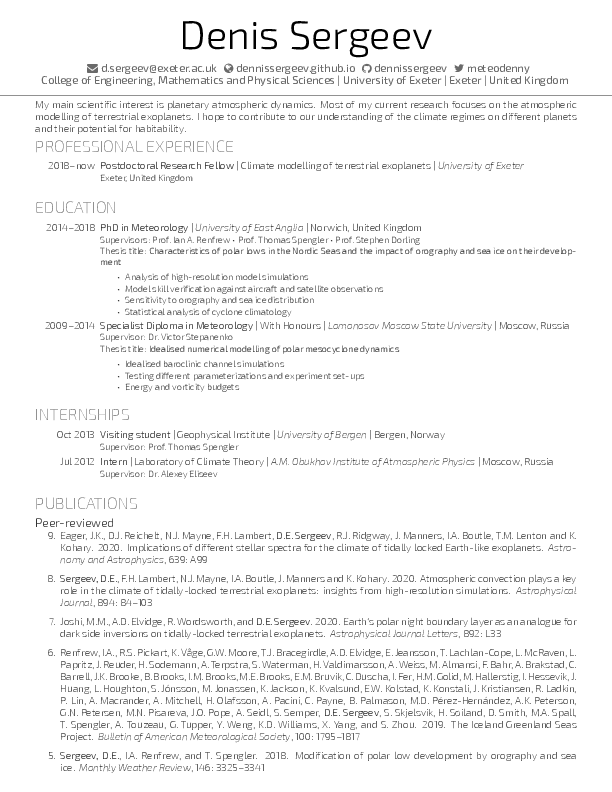 Denis Sergeev
d.sergeev@exeter.ac.uk dennissergeev.github.io dennissergeev meteodenny
College of Engineering, Mathematics and Physical Sciences | University of Exeter | Exeter | United Kingdom
My main scientific interest is planetary atmospheric dynamics. Most of my current research focuses on the atmospheric
modelling of terrestrial exoplanets. I hope to contribute to our understanding of the climate regimes on different planets
and their potential for habitability.
PROFESSIONAL EXPERIENCE
2018–now Postdoctoral Research Fellow | Climate modelling of terrestrial exoplanets | University of Exeter
Exeter, United Kingdom
EDUCATION
2014–2018 PhD in Meteorology | University of East Anglia | Norwich, United Kingdom
Supervisors: Prof. Ian A. Renfrew • Prof. Thomas Spengler • Prof. Stephen Dorling
Thesis title: Characteristics of polar lows in the Nordic Seas and the impact of orography and sea ice on their develop-
ment
• Analysis of high-resolution model simulations
• Model skill verification against aircraft and satellite observations
• Sensitivity to orography and sea ice distribution
• Statistical analysis of cyclone climatology
2009–2014 Specialist Diploma in Meteorology | With Honours | Lomonosov Moscow State University | Moscow, Russia
Supervisor: Dr. Victor Stepanenko
Thesis title: Idealised numerical modelling of polar mesocyclone dynamics
• Idealised baroclinic channel simulations
• Testing different parameterizations and experiment set-ups
• Energy and vorticity budgets
INTERNSHIPS
Oct 2013 Visiting student | Geophysical Institute | University of Bergen | Bergen, Norway
Supervisor: Prof. Thomas Spengler
Jul 2012 Intern | Laboratory of Climate Theory | A.M. Obukhov Institute of Atmospheric Physics | Moscow, Russia
Supervisor: Dr. Alexey Eliseev
PUBLICATIONS
Peer-reviewed
9. Eager, J.K., D.J. Reichelt, N.J. Mayne, F.H. Lambert, D.E. Sergeev, R.J. Ridgway, J. Manners, I.A. Boutle, T.M. Lenton and K.
Kohary. 2020. Implications of different stellar spectra for the climate of tidally locked Earth-like exoplanets. Astro-
nomy and Astrophysics, 639: A99
8. Sergeev, D.E., F.H. Lambert, N.J. Mayne, I.A. Boutle, J. Manners and K. Kohary. 2020. Atmospheric convection plays a key
role in the climate of tidally-locked terrestrial exoplanets: insights from high-resolution simulations. Astrophysical
Journal, 894: 84–103
7. Joshi, M.M., A.D. Elvidge, R. Wordsworth, and D.E. Sergeev. 2020. Earth's polar night boundary layer as an analogue for
dark side inversions on tidally-locked terrestrial exoplanets. Astrophysical Journal Letters, 892: L33
6. Renfrew, I.A., R.S. Pickart, K. Våge, G.W. Moore, T.J. Bracegirdle, A.D. Elvidge, E. Jeansson, T. Lachlan-Cope, L. McRaven, L.
Papritz, J. Reuder, H. Sodemann, A. Terpstra, S. Waterman, H. Valdimarsson, A. Weiss, M. Almansi, F. Bahr, A. Brakstad, C.
Barrell, J.K. Brooke, B. Brooks, I.M. Brooks, M.E. Brooks, E.M. Bruvik, C. Duscha, I. Fer, H.M. Golid, M. Hallerstig, I. Hessevik, J.
Huang, L. Houghton, S. Jónsson, M. Jonassen, K. Jackson, K. Kvalsund, E.W. Kolstad, K. Konstali, J. Kristiansen, R. Ladkin,
P. Lin, A. Macrander, A. Mitchell, H. Olafsson, A. Pacini, C. Payne, B. Palmason, M.D. Pérez-Hernández, A.K. Peterson,
G.N. Petersen, M.N. Pisareva, J.O. Pope, A. Seidl, S. Semper, D.E. Sergeev, S. Skjelsvik, H. Søiland, D. Smith, M.A. Spall,
T. Spengler, A. Touzeau, G. Tupper, Y. Weng, K.D. Williams, X. Yang, and S. Zhou. 2019. The Iceland Greenland Seas
Project. Bulletin of American Meteorological Society, 100: 1795–1817
5. Sergeev, D.E., I.A. Renfrew, and T. Spengler. 2018. Modification of polar low development by orography and sea
ice. Monthly Weather Review, 146: 3325–3341